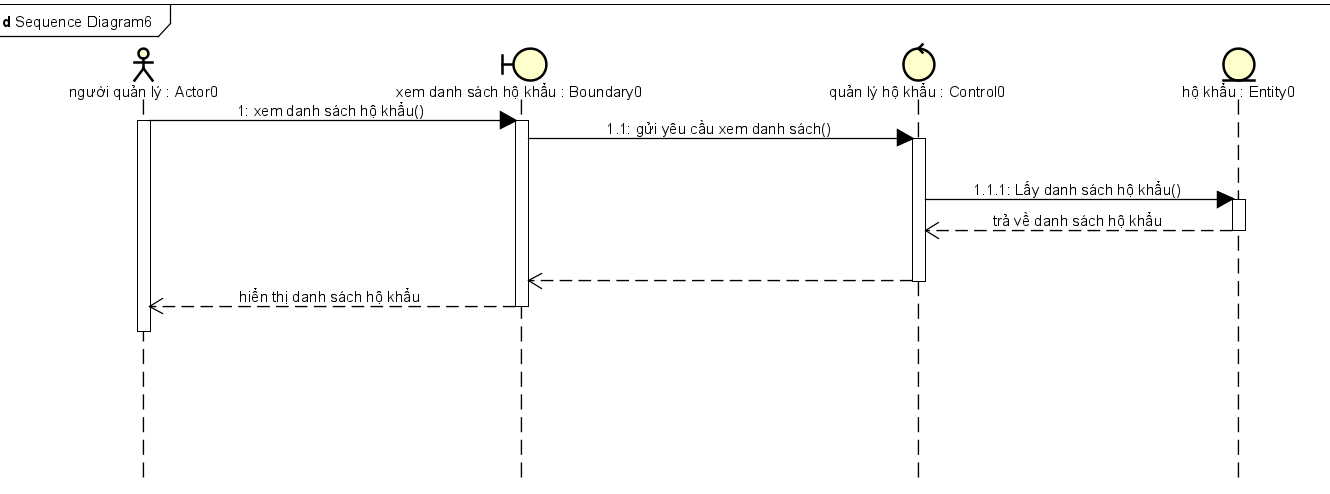 d Sequence Diagram6
người quản lý : Actor0
xem danh sách hộ khẩu : Boundary0
quản lý hộ khẩu : Control0
hộ khẩu : Entity0
1: xem danh sách hộ khẩu()
1.1: gửi yêu cầu xem danh sách()
1.1.1: Lấy danh sách hộ khẩu()
trả về danh sách hộ khẩu
hiển thị danh sách hộ khẩu